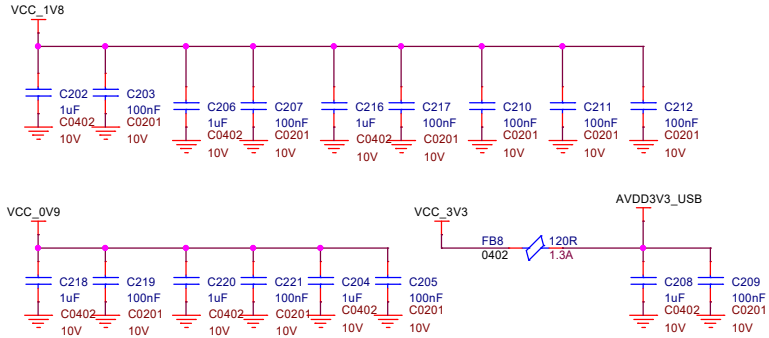 VCC_1V8
C202 C203 C206 C207 C216 C217 C210 C211 C212
1uF 100nF 1uF 100nF 1uF 100nF 100nF 100nF 100nF
C0402 C0201 C0402 C0201 C0402 C0201 C0201 C0201 C0201
10V 10V 10V 10V 10V 10V 10V 10V 10V
VCC_0V9 VCC_3V3 AVDD3V3_USB
FB8 120R
0402 1.3A
C218 C219 C220 C221 C204 C205 C208 C209
1uF 100nF 1uF 100nF 1uF 100nF 1uF 100nF
C0402 C0201 C0402 C0201 C0402 C0201 C0402 C0201
10V 10V 10V 10V 10V 10V 10V 10V